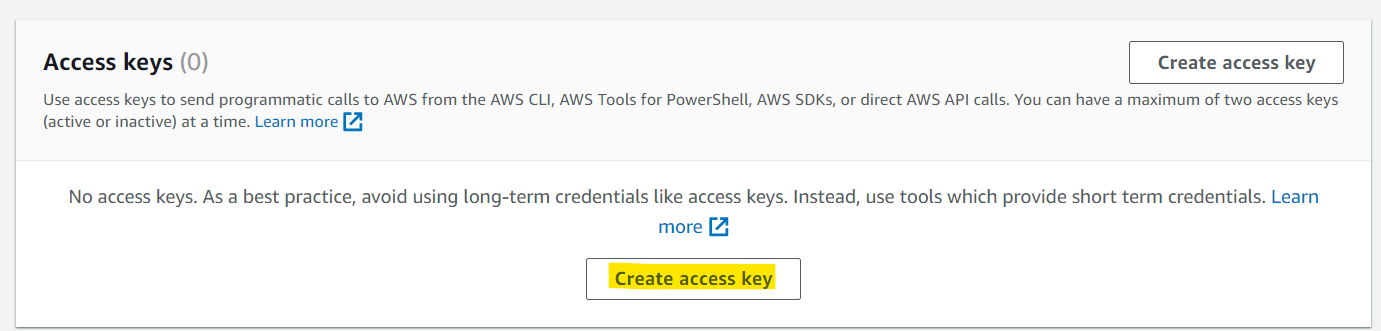 Access keys (0)
Create access key
Use access keys to send programmatic calls to AWS from the AWS CLI, AWS Tools for PowerShell, AWS SDKs, or direct AWS API calls. You can have a maximum of two access keys
(active or inactive) at a time. Learn more
No access keys. As a best practice, avoid using long-term credentials like access keys. Instead, use tools which provide short term credentials. Learn
more
Create access key